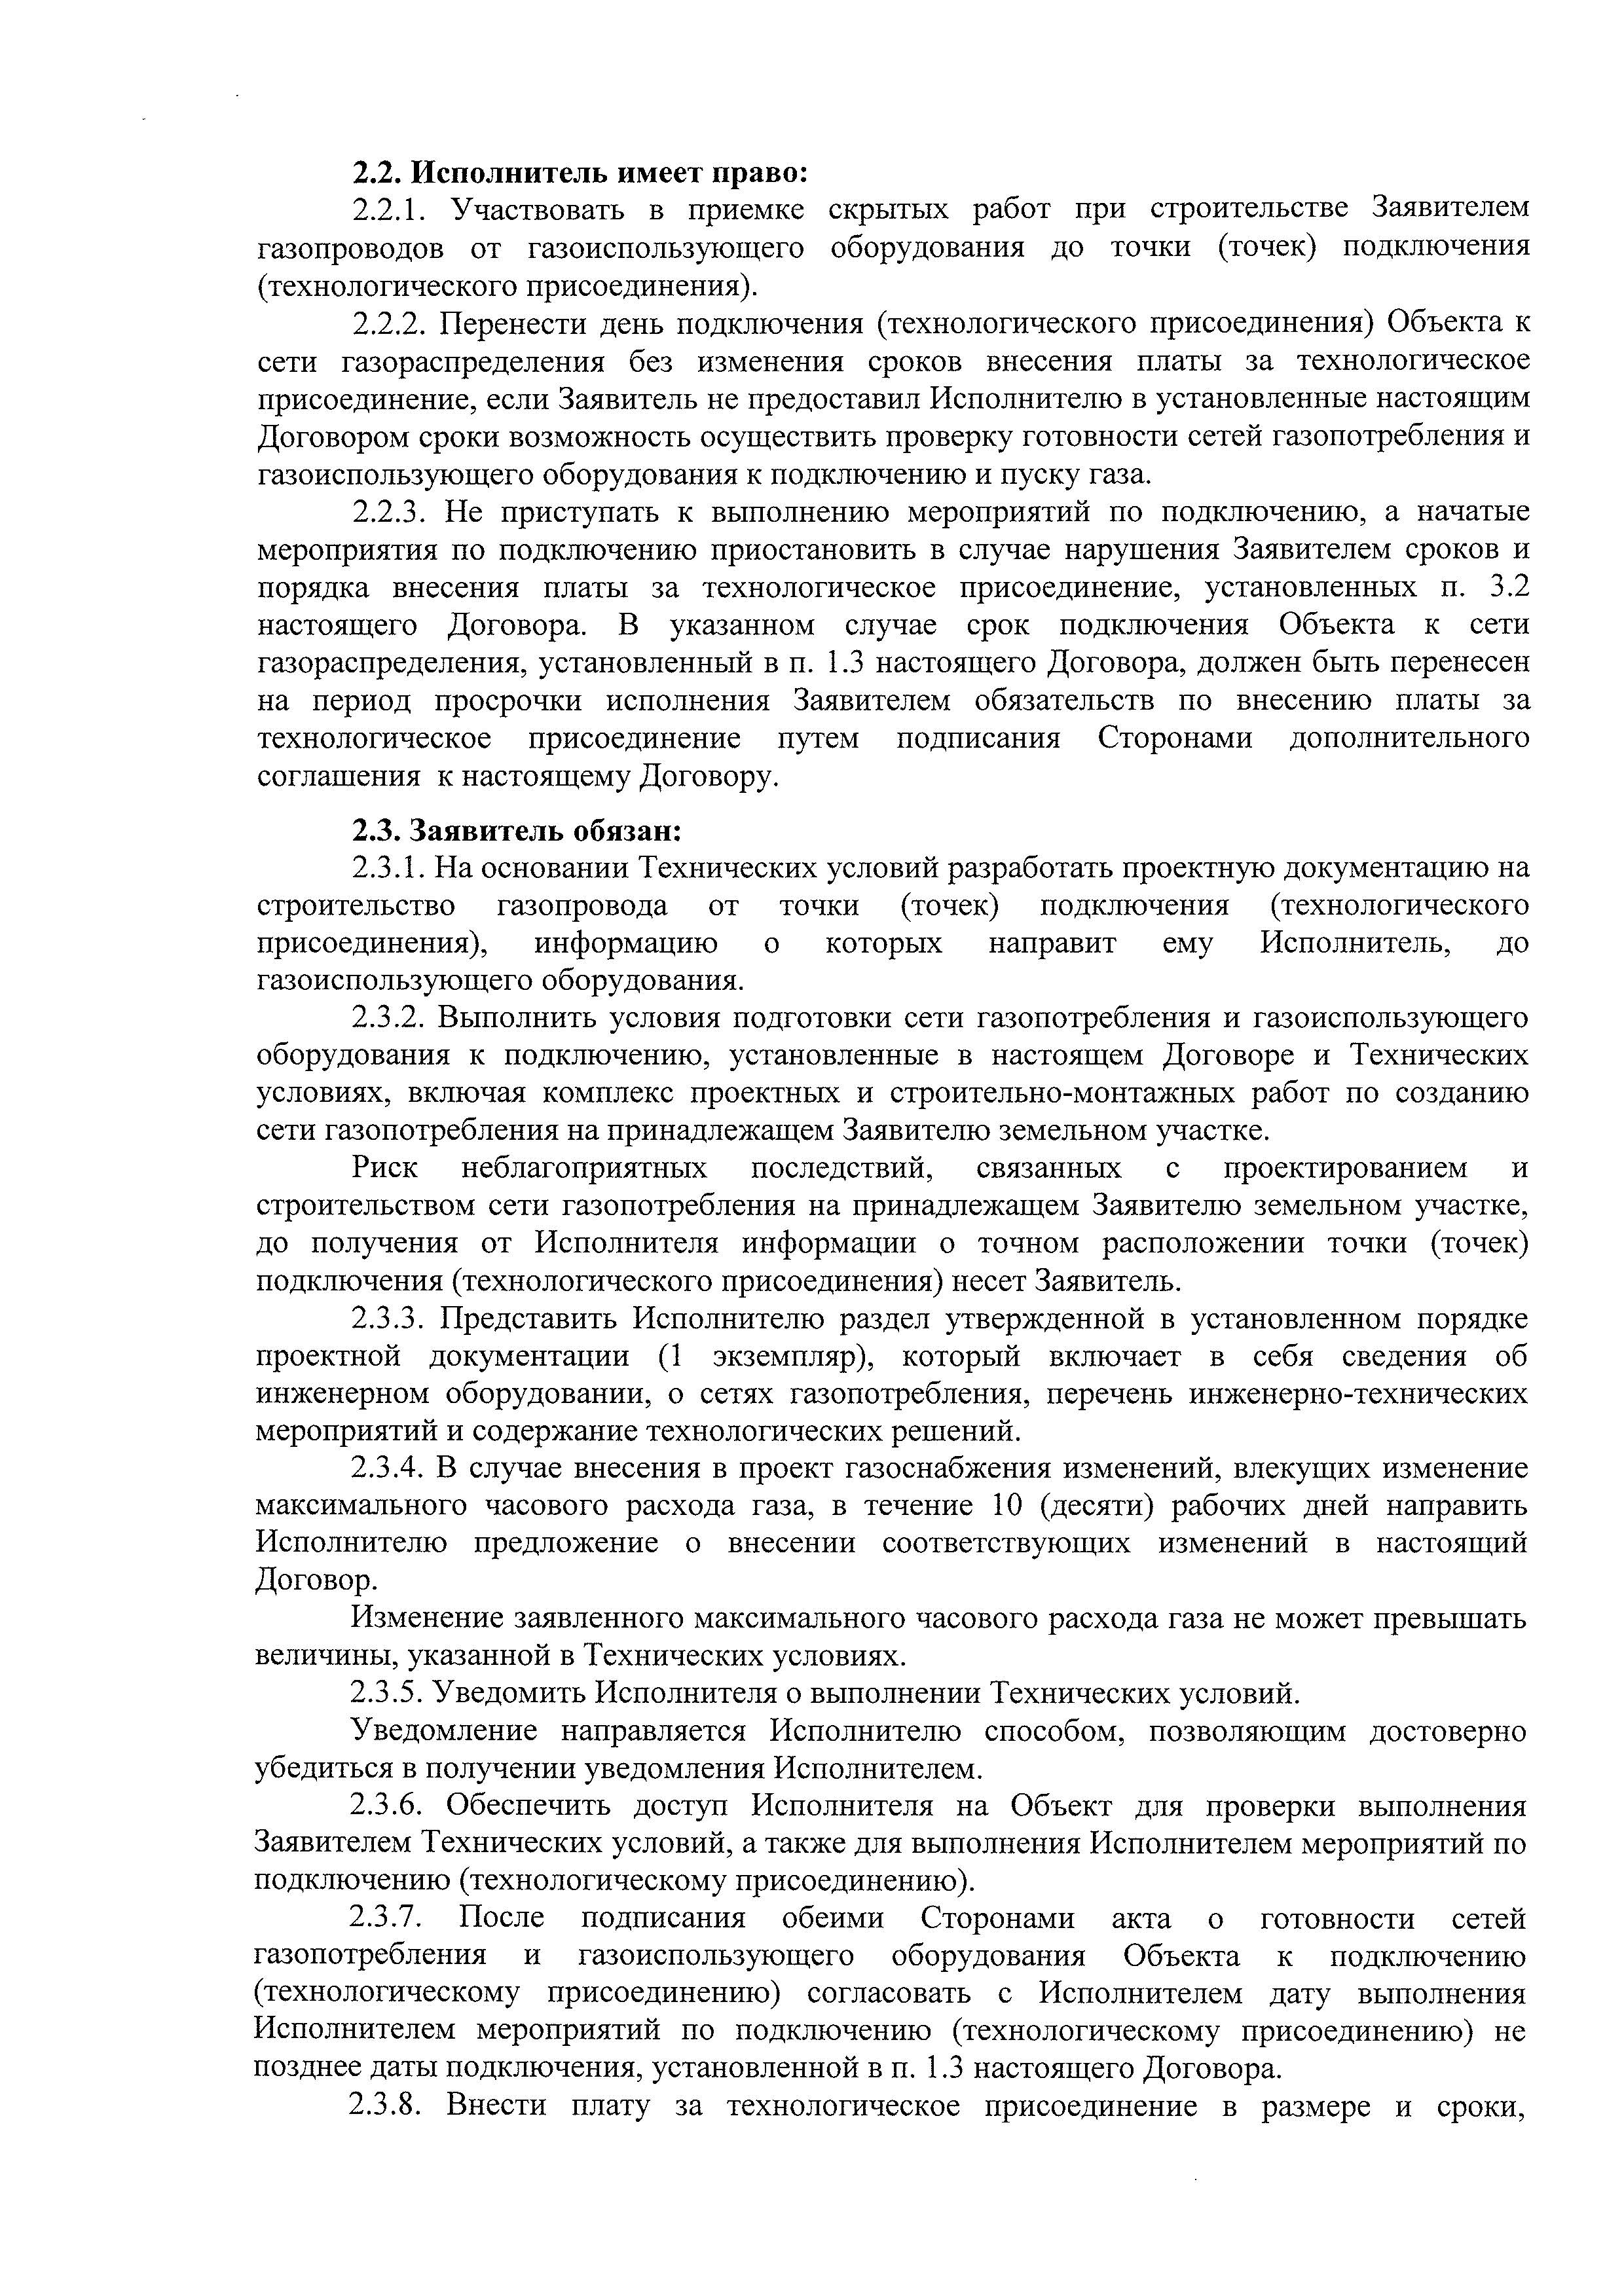 2.2. Исполнитель имеет право:
2.2.1. Участвовать в приемке скрытых работ при строительстве Заявителем
газопроводов от газоиспользующего оборудования до точки (точек) подключения
(технологического присоединения).
2.2.2. Перенести день подключения (технологического присоединения) Объекта к
сети газораспределения без изменения сроков внесения платы за технологическое
присоединение, если Заявитель не предоставил Исполнителю в установленные настоящим
Договором сроки возможность осуществить проверку готовности сетей газопотребления и
газоиспользующего оборудования к подключению и пуску газа.
2.2.3. Не приступать к выполнению мероприятий по подключению, а начатые
мероприятия по подключению приостановить в случае нарушения Заявителем сроков и
порядка внесения платы за технологическое присоединение, установленных п. 3.2
настоящего Договора. В указанном случае срок подключения Объекта к сети
газораспределения, установленный в п. 1.3 настоящего Договора, должен быть перенесен
на период просрочки исполнения Заявителем обязательств по внесению платы за
технологическое присоединение путем подписания Сторонами дополнительного
соглашения к настоящему Договору.
2.3. Заявитель обязан:
2.3.1. На основании Технических условий разработать проектную документацию на
строительство газопровода от точки (точек) подключения (технологического
присоединения), информацию о которых направит ему Исполнитель, до
газоиспользующего оборудования.
2.3.2. Выполнить условия подготовки сети газопотребления и газоиспользующего
оборудования к подключению, установленные в настоящем Договоре и Технических
условиях, включая комплекс проектных и строительно-монтажных работ по созданию
сети газопотребления на принадлежащем Заявителю земельном участке.
Риск неблагоприятных последствий, связанных с проектированием и
строительством сети газопотребления на принадлежащем Заявителю земельном участке,
до получения от Исполнителя информации о точном расположении точки (точек)
подключения (технологического присоединения) несет Заявитель.
2.3.3. Представить Исполнителю раздел утвержденной в установленном порядке
проектной документации (1 экземпляр), который включает в себя сведения об
инженерном оборудовании, о сетях газопотребления, перечень инженерно-технических
мероприятий и содержание технологических решений.
2.3.4. В случае внесения в проект газоснабжения изменений, влекущих изменение
максимального часового расхода газа, в течение 10 (десяти) рабочих дней направить
Исполнителю предложение о внесении соответствующих изменений в настоящий
Договор.
Изменение заявленного максимального часового расхода газа не может превышать
величины, указанной в Технических условиях.
2.3.5. Уведомить Исполнителя о выполнении Технических условий.
Уведомление направляется Исполнителю способом, позволяющим достоверно
убедиться в получении уведомления Исполнителем.
2.3.6. Обеспечить доступ Исполнителя на Объект для проверки выполнения
Заявителем Технических условий, а также для выполнения Исполнителем мероприятий по
подключению (технологическому присоединению).
2.3.7. После подписания обеими Сторонами акта о готовности сетей
газопотребления и газоиспользующего оборудования Объекта к подключению
(технологическому присоединению) согласовать с Исполнителем дату выполнения
Исполнителем мероприятий по подключению (технологическому присоединению) не
позднее даты подключения, установленной в п. 1.3 настоящего Договора.
2.3.8. Внести плату за технологическое присоединение в размере и сроки,